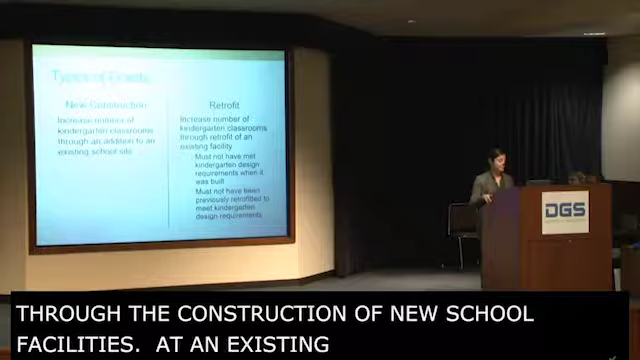 Types of Grants
New Construction
Increase number of
kindergarten classrooms
through an addition to an
existing school site
Retrofit
Increase number of
kindergarten classrooms
through retrofit of an
existing facility
Must not have met
kindergarten design
requirements when it
was built
Must not have been
previously retrofitted to
meet kindergarten
design requirements
DGS
THROUGH THE CONSTRUCTION OF NEW SCHOOL
FACILITIES.  AT AN EXISTING